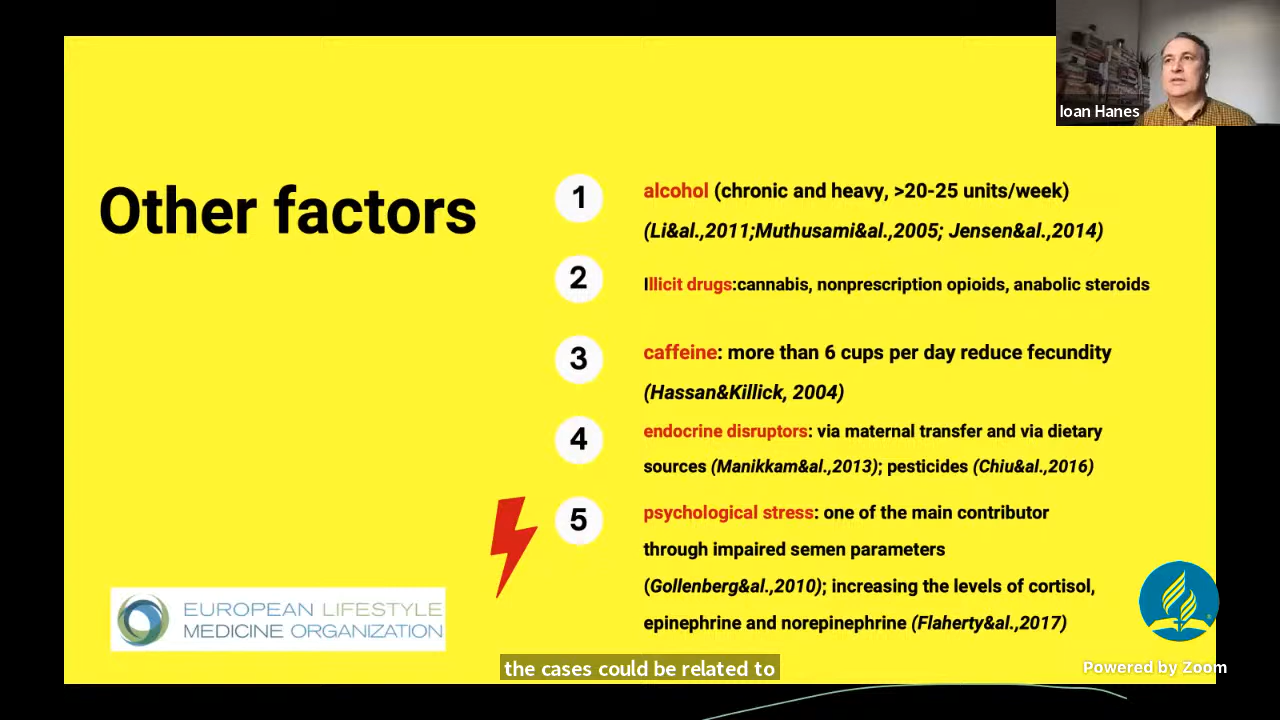 Ioan Hanes
Other factors
1
alcohol (chronic and heavy, >20-25 units/week)
(Li&al.,2011;Muthusami&al.,2005; Jensen&al.,2014)
2
Illicit drugs:cannabis, nonprescription opioids, anabolic steroids
3
caffeine: more than 6 cups per day reduce fecundity
(Hassan&Killick, 2004)
4
endocrine disruptors: via maternal transfer and via dietary
sources (Manikkam&al.,2013); pesticides (Chiu&al.,2016)
5
psychological stress: one of the main contributor
through impaired semen parameters
(Gollenberg&al.,2010); increasing the levels of cortisol,
epinephrine and norepinephrine (Flaherty&al.,2017)
EUROPEAN LIFESTYLE
MEDICINE ORGANIZATION
the cases could be related to
Powered by Zoom